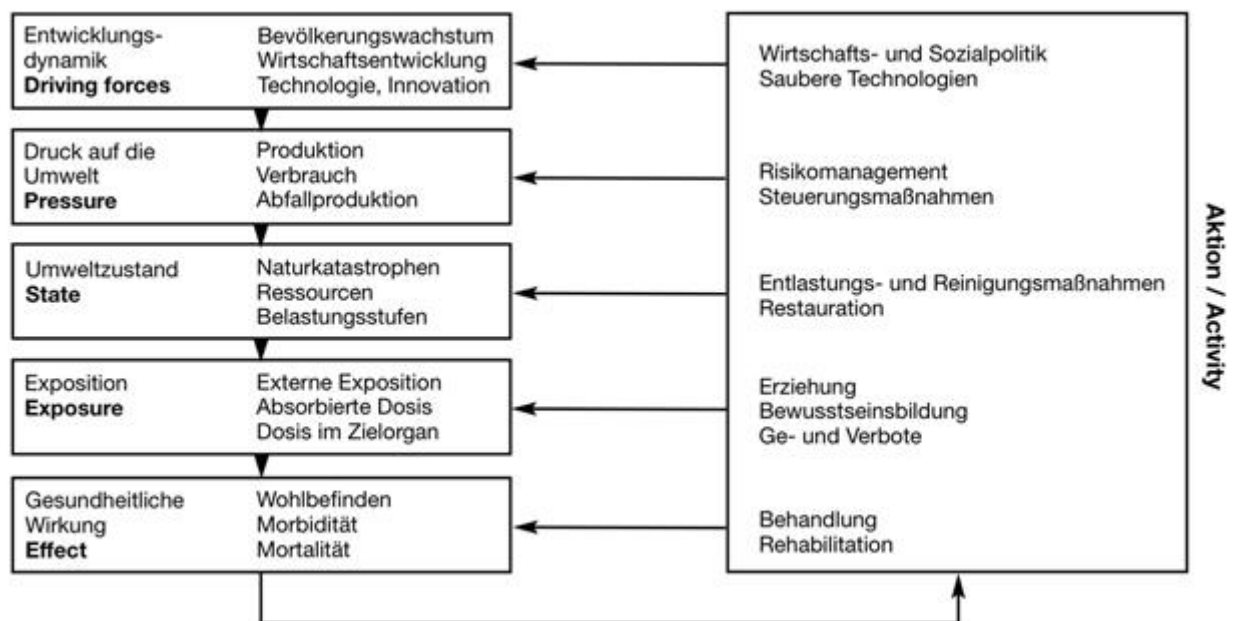 Entwicklungs-
dynamik
Driving forces
Bevölkerungswachstum
Wirtschaftsentwicklung
Technologie, Innovation
Wirtschafts- und Sozialpolitik
Saubere Technologien
Druck auf die
Umwelt
Pressure
Produktion
Verbrauch
Abfallproduktion
Risikomanagement
Steuerungsmaßnahmen
Umweltzustand
State
Naturkatastrophen
Ressourcen
Belastungsstufen
Entlastungs- und Reinigungsmaßnahmen
Restauration
Exposition
Exposure
Externe Exposition
Absorbierte Dosis
Dosis im Zielorgan
Erziehung
Bewusstseinsbildung
Ge- und Verbote
Gesundheitliche
Wirkung
Effect
Wohlbefinden
Morbidität
Mortalität
Behandlung
Rehabilitation
Aktion / Activity